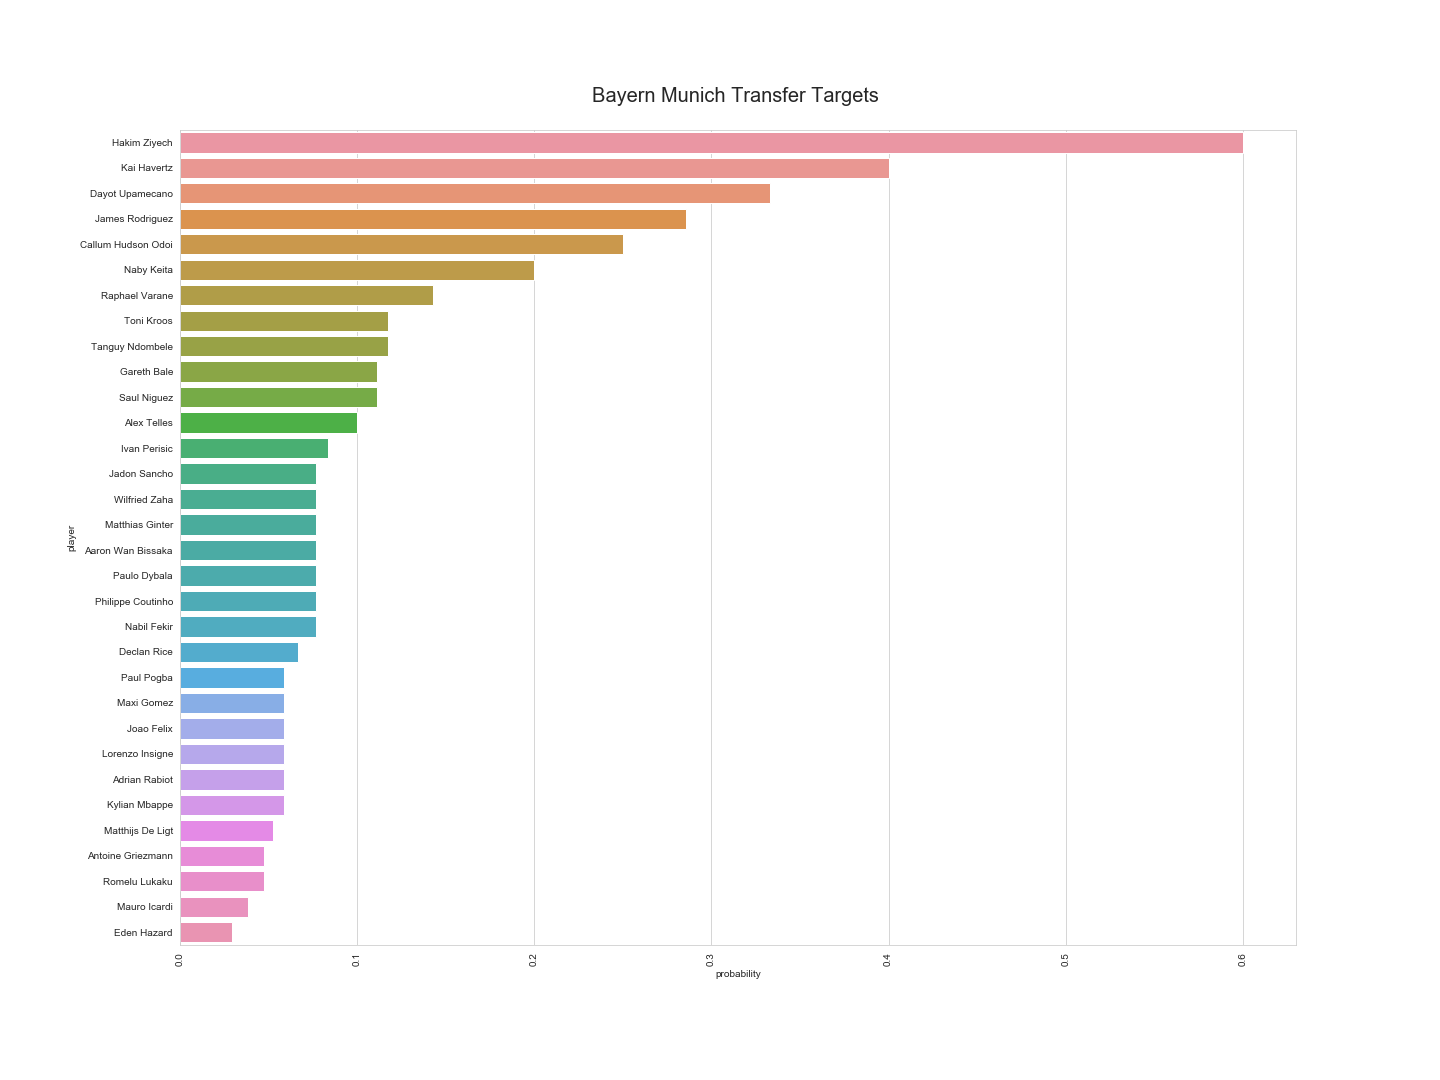 Bayern Munich Transfer Targets
Hakim Ziyech
Kai Havertz
Dayot Upamecano
James Rodriguez
Callum Hudson Odoi
Naby Keita
Raphael Varane
Toni Kroos
Tanguy Ndombele
Gareth Bale
Saul Niguez
Alex Telles
Ivan Perisic
Jadon Sancho
Wilfried Zaha
Matthias Ginter
Aaron Wan Bissaka
Paulo Dybala
Philippe Coutinho
Nabil Fekir
Declan Rice
Paul Pogba
Maxi Gomez
Joao Felix
Lorenzo Insigne
Adrian Rabiot
Kylian Mbappe
Matthijs De Ligt
Antoine Griezmann
Romelu Lukaku
Mauro Icardi
Eden Hazard
player
0.0 0.1 0.2 0.3 0.4 0.5 0.6
probability